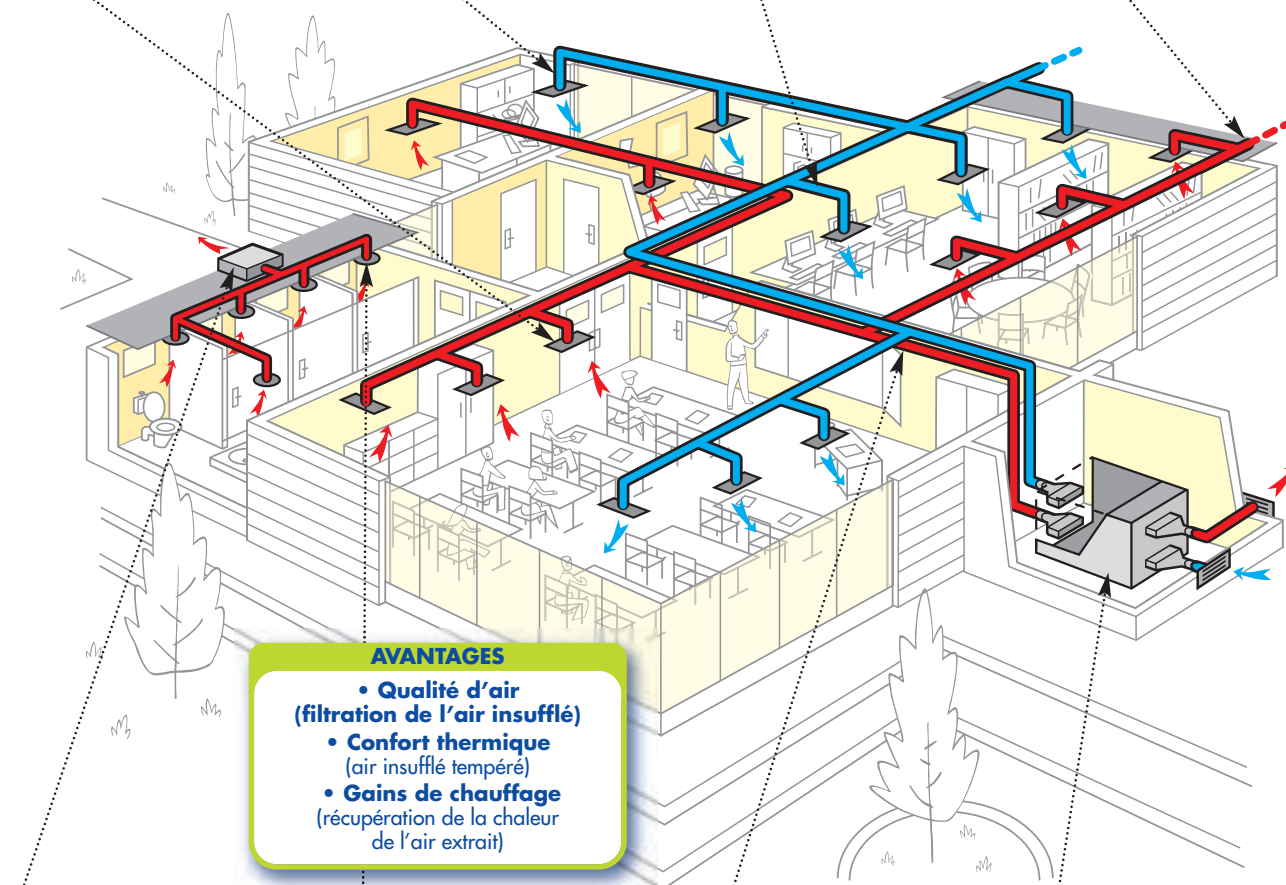 AVANTAGES
• Qualité d'air
(filtration de l'air insufflé)
• Confort thermique
(air insufflé tempéré)
• Gains de chauffage
(récupération de la chaleur
de l'air extrait)